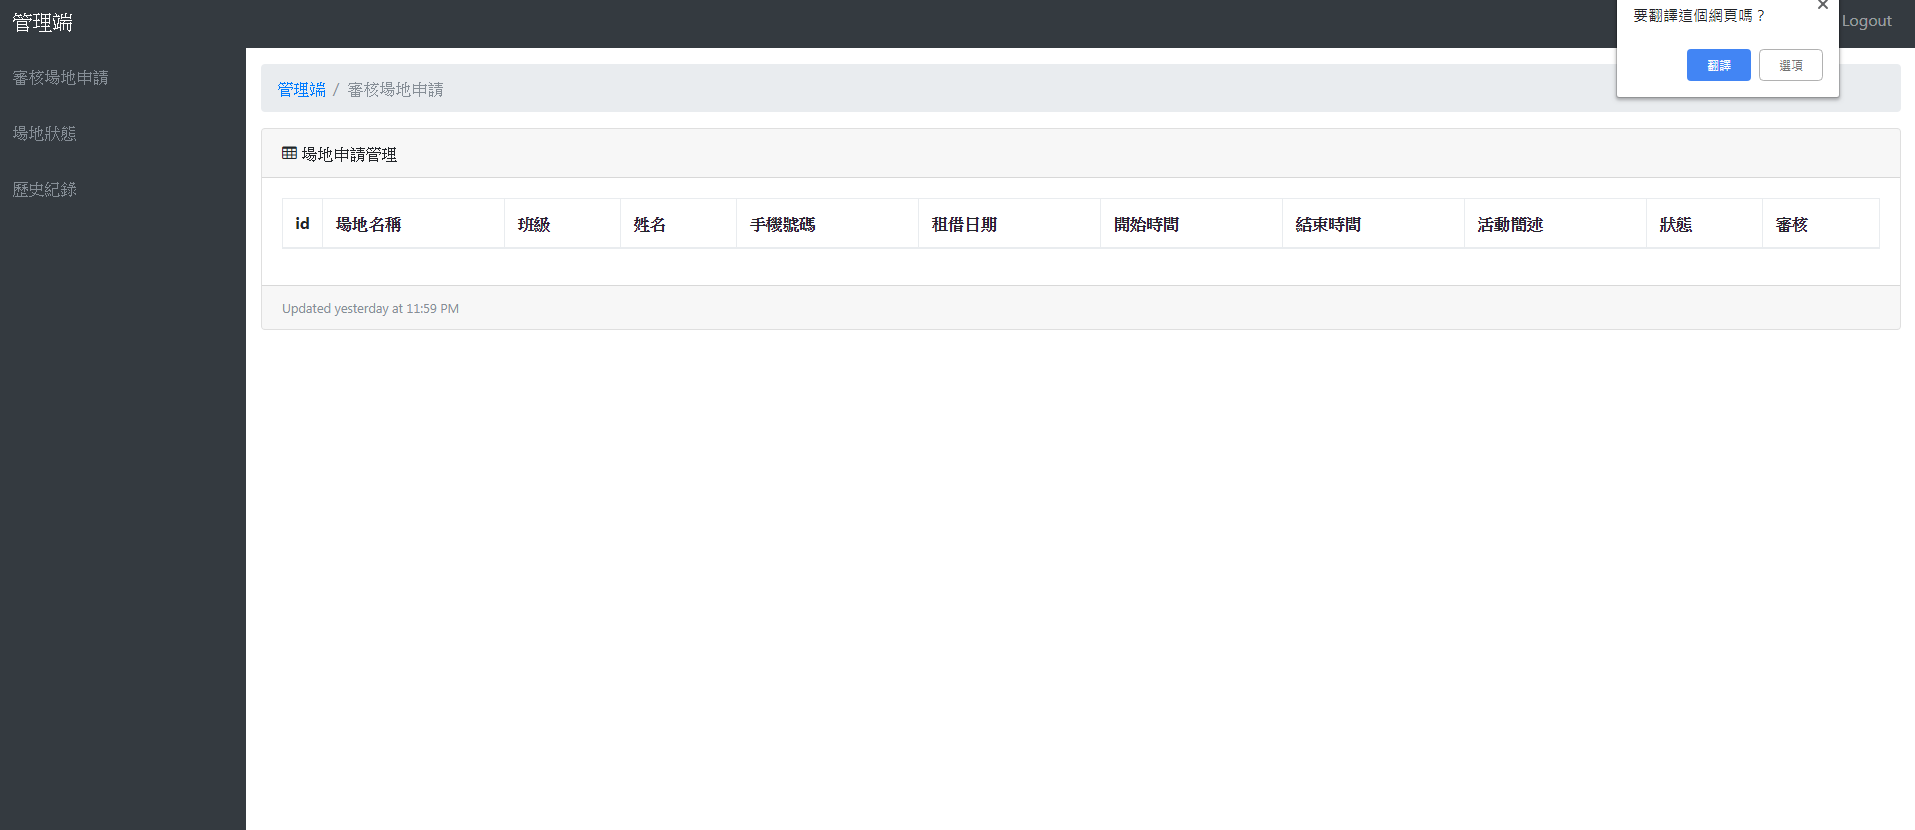 管理端
要翻譯這個網頁嗎？
Logout
翻譯 選項
審核場地申請
場地狀態
歷史紀錄
管理端 / 審核場地申請
場地申請管理
id 場地名稱 班級 姓名 手機號碼 租借日期 開始時間 結束時間 活動簡述 狀態 審核
Updated yesterday at 11:59 PM